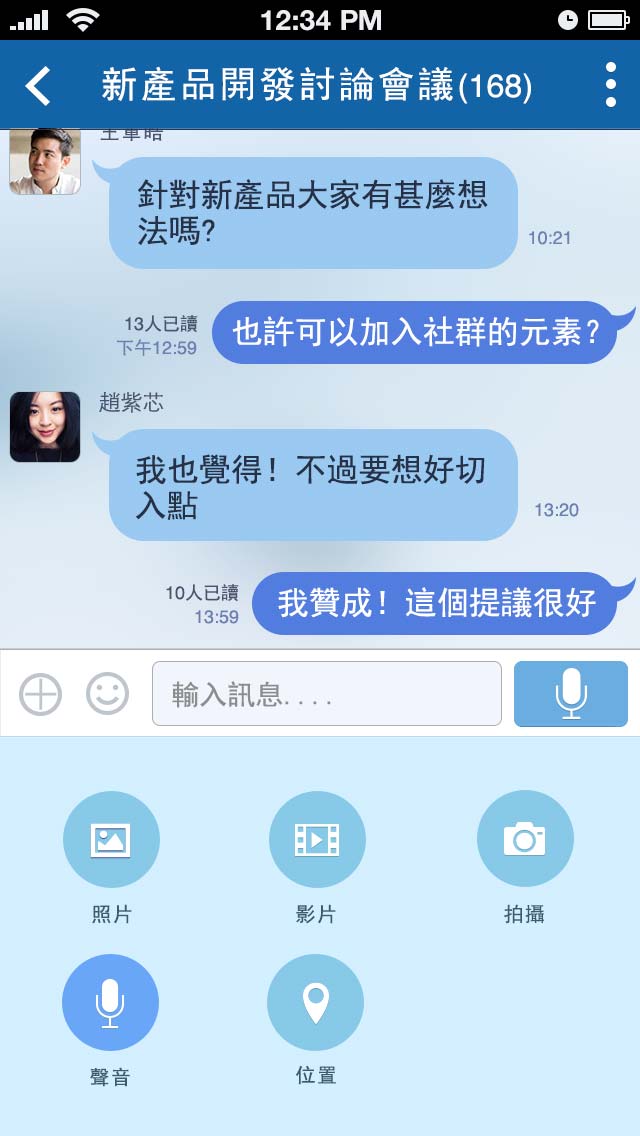 12:34 PM
新產品開發討論會議(168)
針對新產品大家有甚麼想
法嗎?
10:21
13人已讀
下午12:59
也許可以加入社群的元素?
趙紫芯
我也覺得! 不過要想好切
入點
13:20
10人已讀
13:59
我贊成! 這個提議很好
輸入訊息....
照片
影片
拍攝
聲音
位置